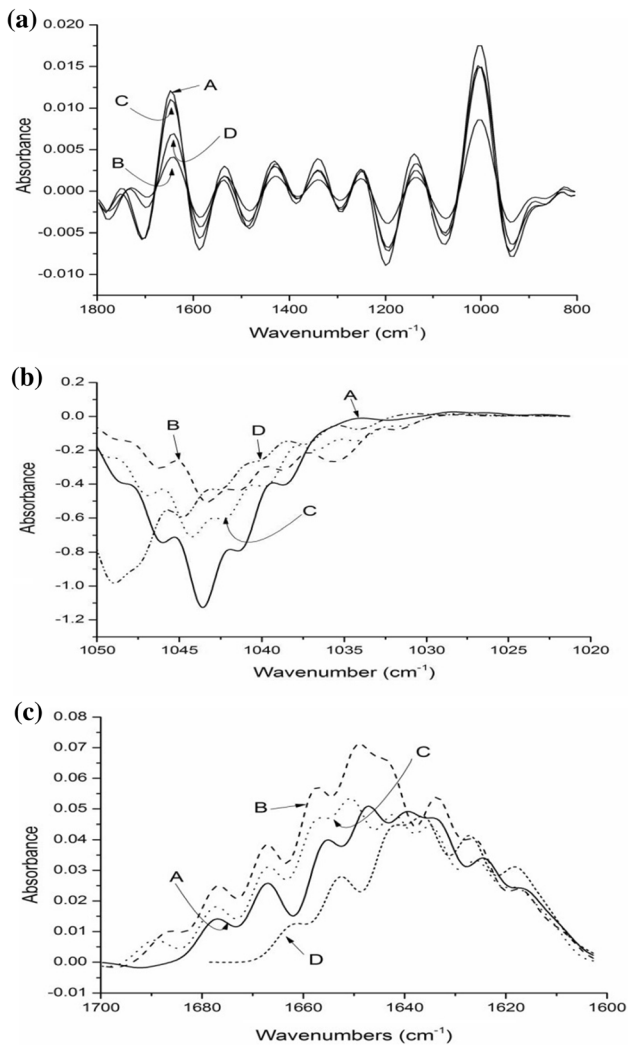 (a)
0.020
0.015
0.010
0.005
0.000
-0.005
-0.010
Absorbance
A
C
D
B
1800 1600 1400 1200 1000 800
Wavenumber (cm-1)
(b)
0.2
0.0
-0.2
-0.4
-0.6
-0.8
-1.0
-1.2
Absorbance
A
B
D
C
1050 1045 1040 1035 1030 1025 1020
Wavenumber (cm-1)
(c)
0.08
0.07
0.06
0.05
0.04
0.03
0.02
0.01
0.00
-0.01
Absorbance
C
B
A
D
1700 1680 1660 1640 1620 1600
Wavenumbers (cm-1)